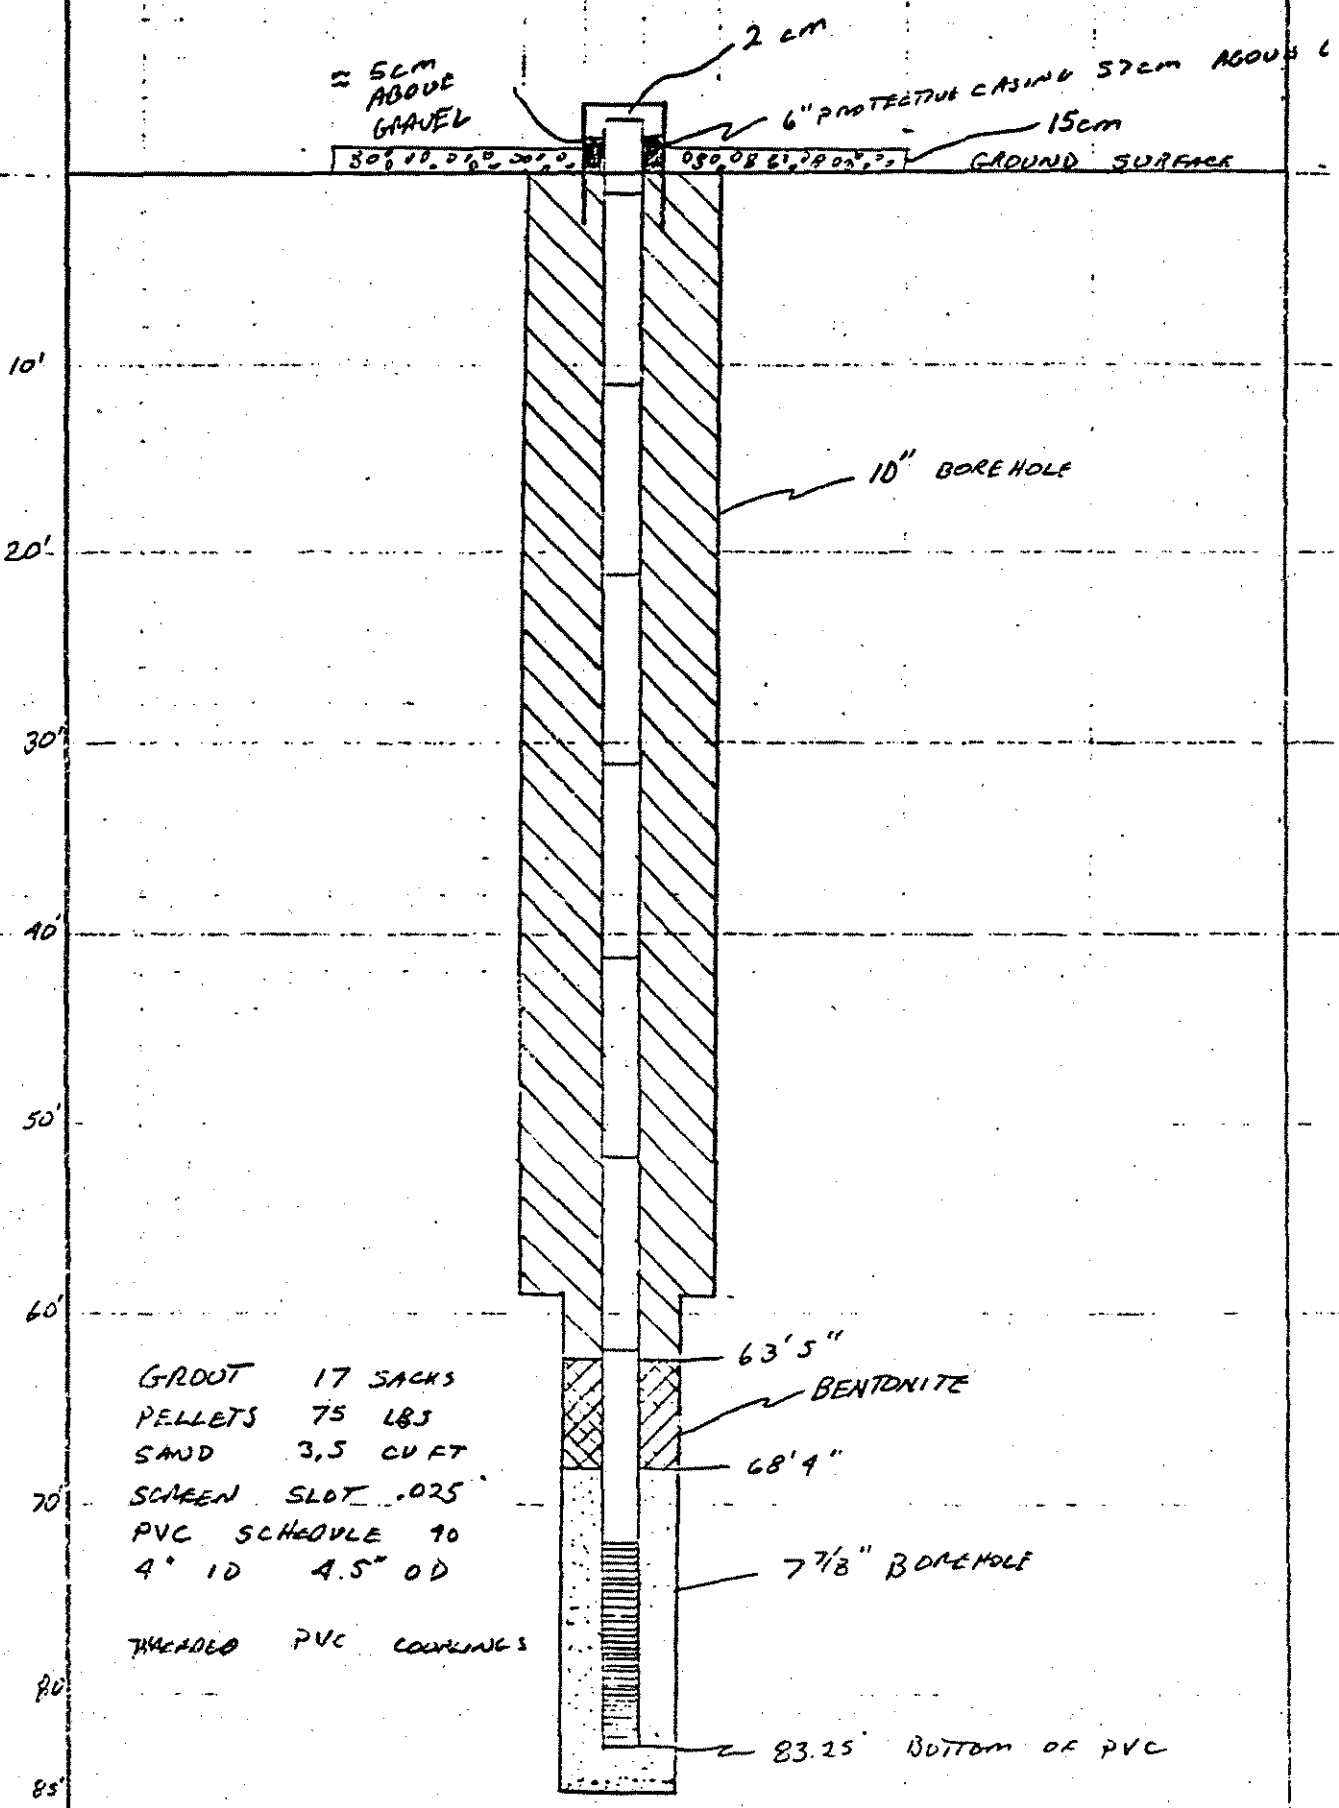 2 cm
≈ 5cm
ABOVE
GRAVEL
6" PROTECTIVE CASING 57cm ABOVE
15cm
GROUND SURFACE
10'
10" BOREHOLE
20'
30'
40'
50'
60'
63'5"
BENTONITE
GROUT 17 SACKS
PELLETS 75 LBS
SAND 3.5 CU FT
68'4"
SCREEN SLOT .025
70'
PVC SCHEDULE 40
4" ID 4.5" OD
7 7/8" BOREHOLE
THREADED PVC COUPLINGS
80'
83.25' BOTTOM OF PVC
85'